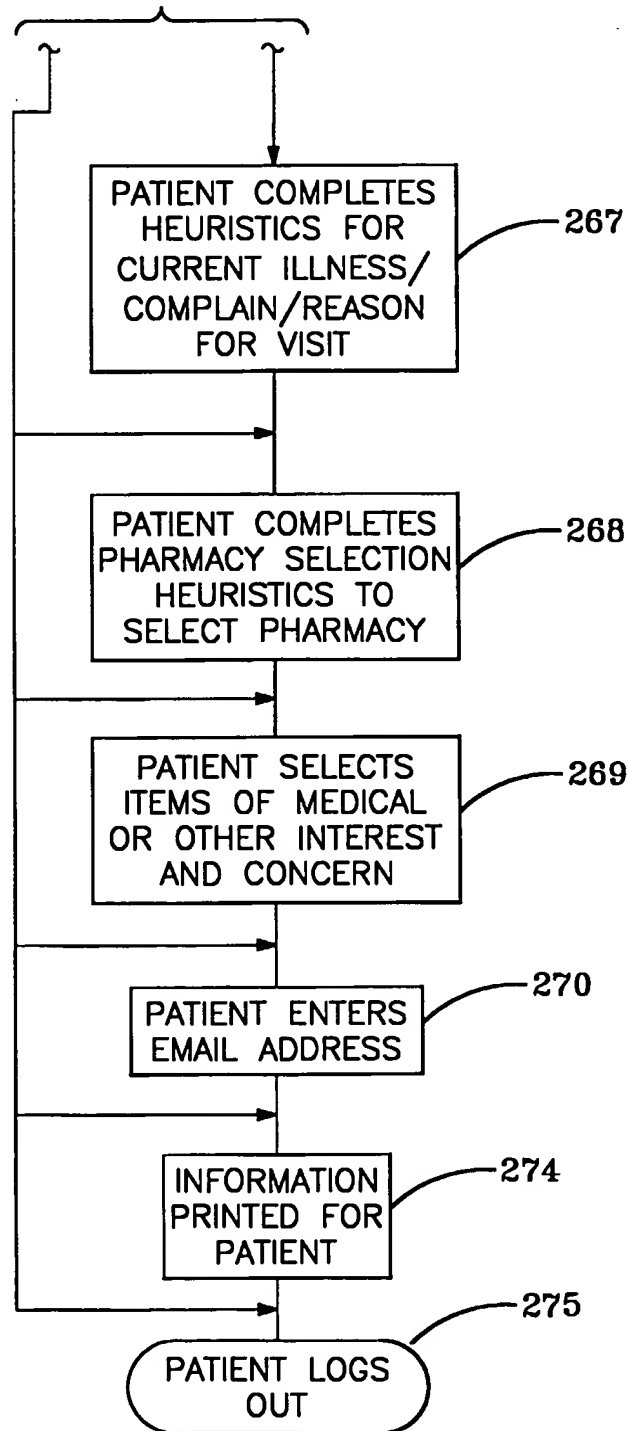 PATIENT COMPLETES
HEURISTICS FOR
CURRENT ILLNESS/
COMPLAIN/REASON
FOR VISIT
267
PATIENT COMPLETES
PHARMACY SELECTION
HEURISTICS TO
SELECT PHARMACY
268
PATIENT SELECTS
ITEMS OF MEDICAL
OR OTHER INTEREST
AND CONCERN
269
PATIENT ENTERS
EMAIL ADDRESS
270
INFORMATION
PRINTED FOR
PATIENT
274
PATIENT LOGS
OUT
275